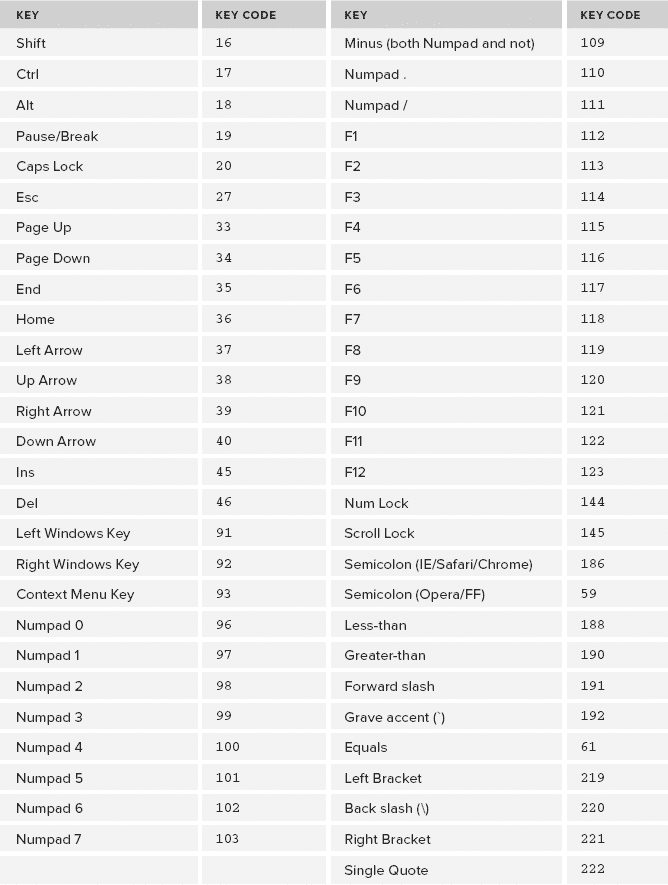 KEY KEY CODE KEY KEY CODE
Shift 16 Minus (both Numpad and not) 109
Ctrl 17 Numpad . 110
Alt 18 Numpad / 111
Pause/Break 19 F1 112
Caps Lock 20 F2 113
Esc 27 F3 114
Page Up 33 F4 115
Page Down 34 F5 116
End 35 F6 117
Home 36 F7 118
Left Arrow 37 F8 119
Up Arrow 38 F9 120
Right Arrow 39 F10 121
Down Arrow 40 F11 122
Ins 45 F12 123
Del 46 Num Lock 144
Left Windows Key 91 Scroll Lock 145
Right Windows Key 92 Semicolon (IE/Safari/Chrome) 186
Context Menu Key 93 Semicolon (Opera/FF) 59
Numpad 0 96 Less-than 188
Numpad 1 97 Greater-than 190
Numpad 2 98 Forward slash 191
Numpad 3 99 Grave accent (`) 192
Numpad 4 100 Equals 61
Numpad 5 101 Left Bracket 219
Numpad 6 102 Back slash (\) 220
Numpad 7 103 Right Bracket 221
Single Quote 222